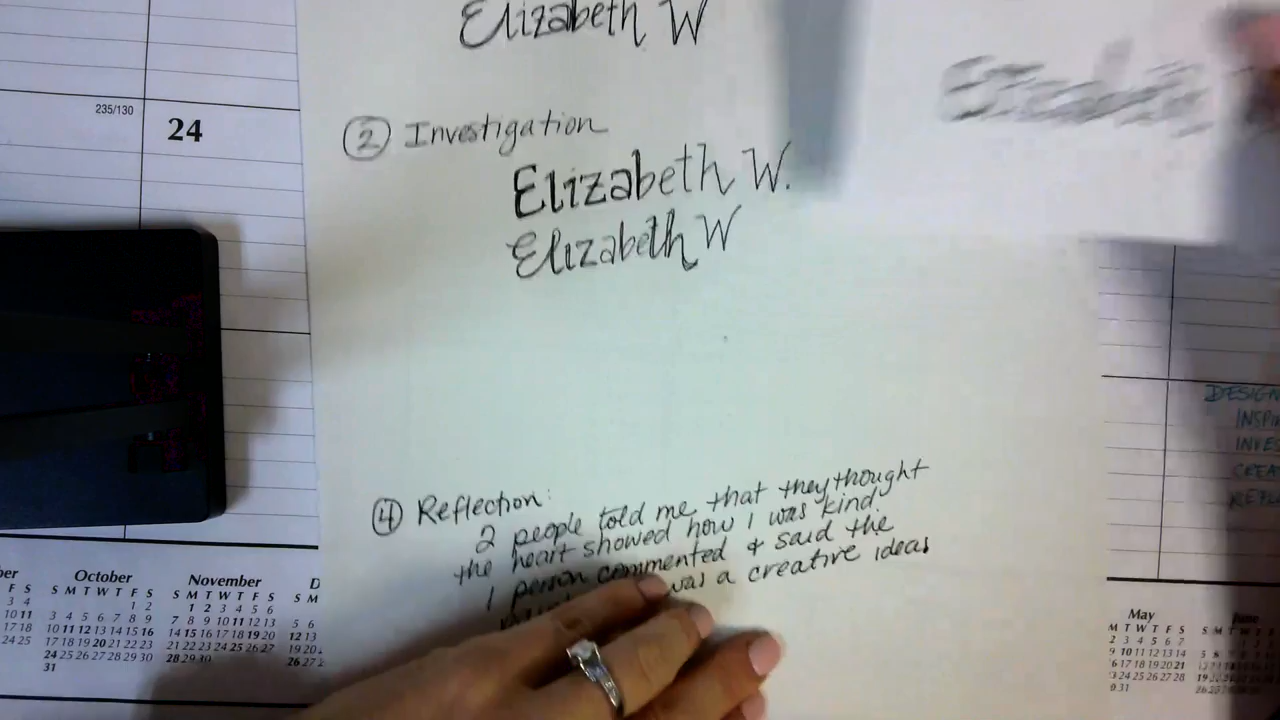 Elizabeth W
235/130
24
② Investigation
Elizabeth W.
Elizabeth W
④ Reflection:
2 people told me that they thought
the heart showed how I was kind.
1 person commented & said the
was a creative ideas
DESIGN
October
S M T W T F S
1 2
3 4 5 6 7 8 9
10 11 12 13 14 15 16
17 18 19 20 21 22 23
24 25 26 27 28 29 30
31
November
S M T W T F S
1 2 3 4 5 6
7 8 9 10 11 12 13
14 15 16 17 18 19 20
21 22 23 24 25 26 27
28 29 30
May
M T W T F S
2 3 4 5 6 7
9 10 11 12 13 14
16 17 18 19 20 21
23 24 25 26 27 28
30 31
June